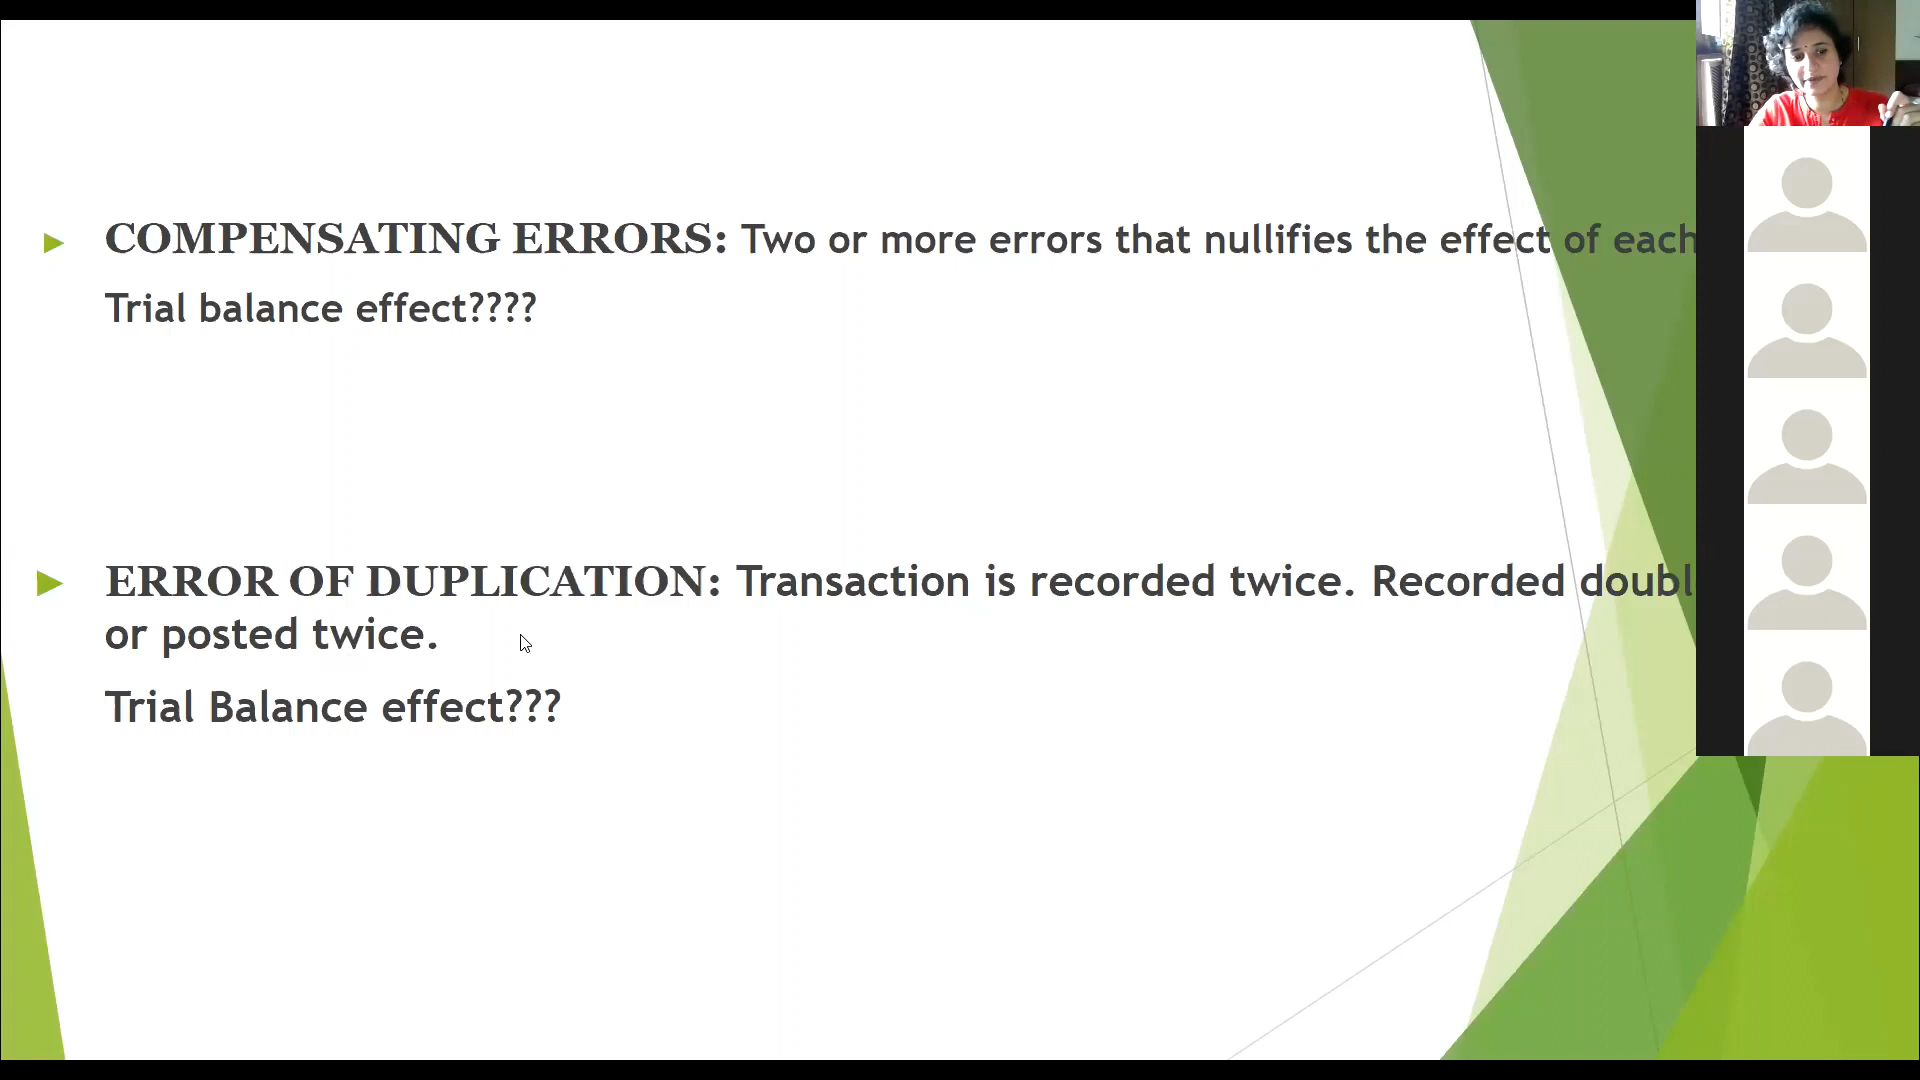 COMPENSATING ERRORS: Two or more errors that nullifies the effect of each
Trial balance effect????
ERROR OF DUPLICATION: Transaction is recorded twice. Recorded
or posted twice.
Trial Balance effect???